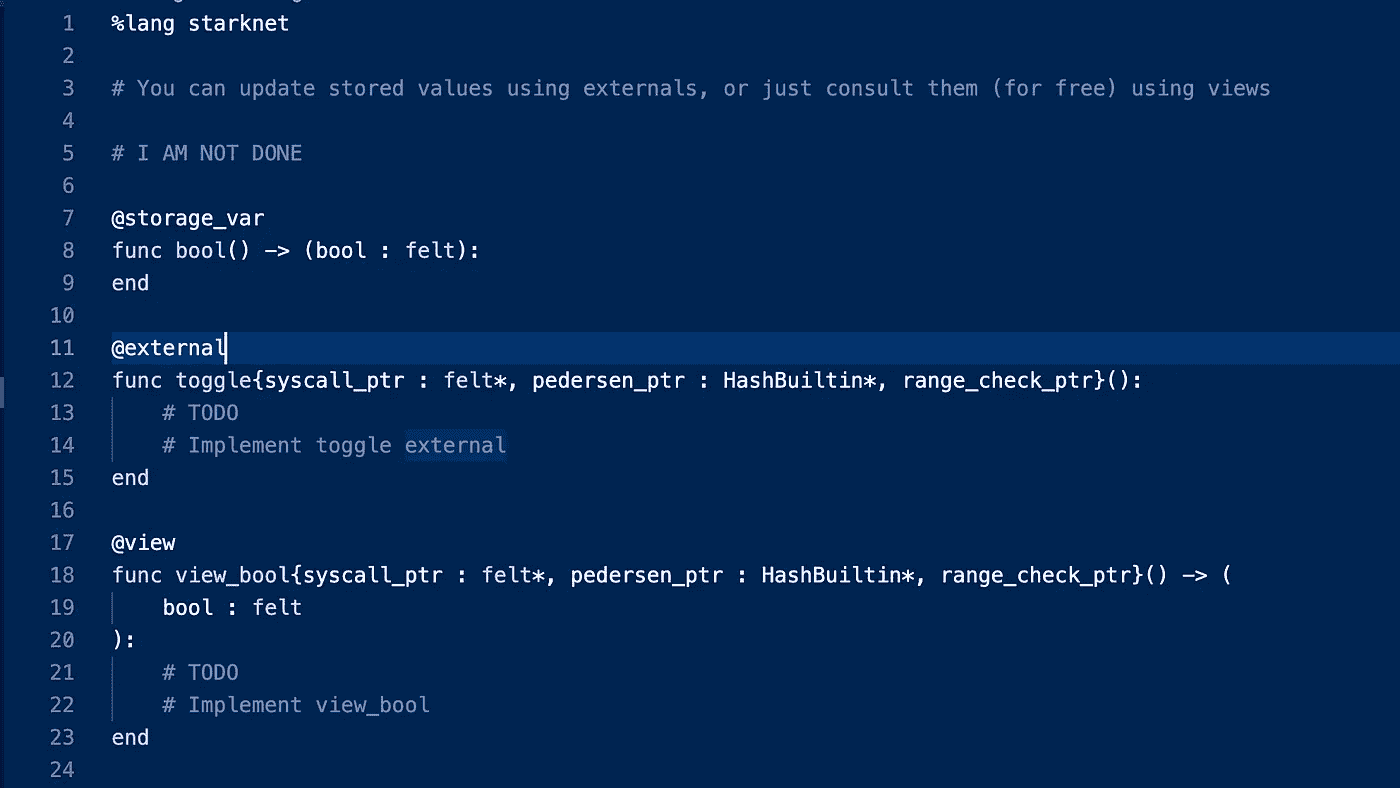 1 %lang starknet
2
3 # You can update stored values using externals, or just consult them (for free) using views
4
5 # I AM NOT DONE
6
7 @storage_var
8 func bool() -> (bool : felt):
9 end
10
11 @external
12 func toggle{syscall_ptr : felt*, pedersen_ptr : HashBuiltin*, range_check_ptr}():
13     # TODO
14     # Implement toggle external
15 end
16
17 @view
18 func view_bool{syscall_ptr : felt*, pedersen_ptr : HashBuiltin*, range_check_ptr}() -> (
19     bool : felt
20 ):
21     # TODO
22     # Implement view_bool
23 end
24